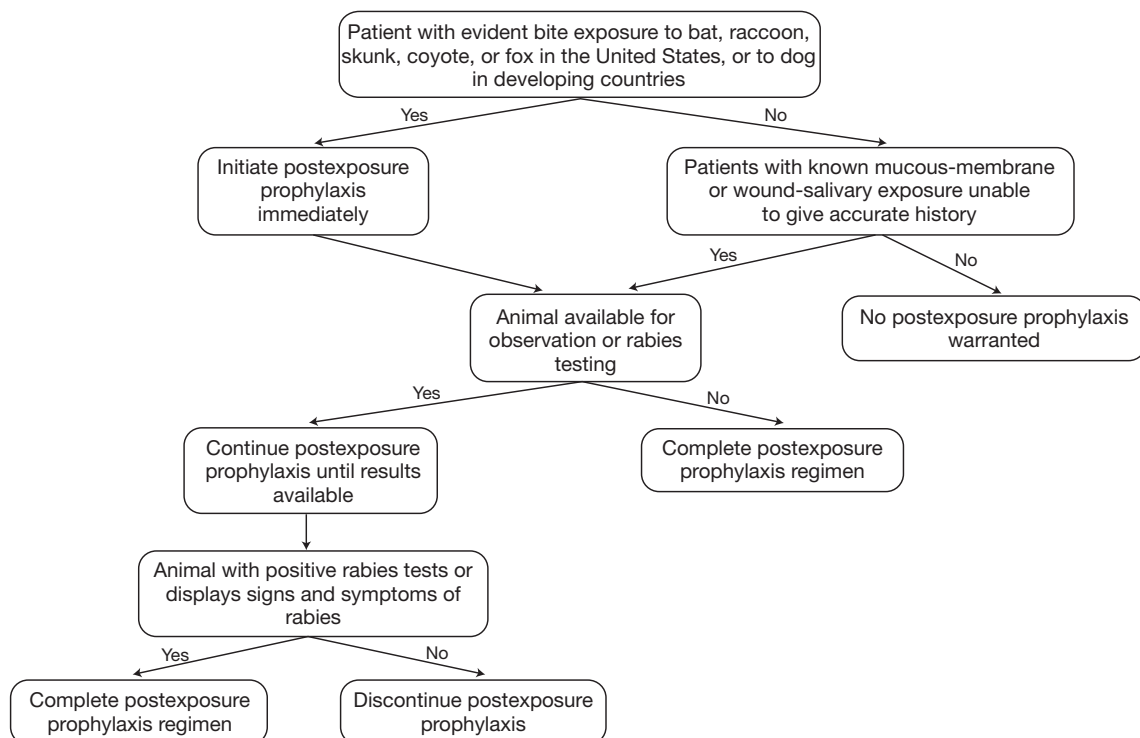 Patient with evident bite exposure to bat, raccoon,
skunk, coyote, or fox in the United States, or to dog
in developing countries
Yes
No
Initiate postexposure
prophylaxis
immediately
Patients with known mucous-membrane
or wound-salivary exposure unable
to give accurate history
Yes
No
Animal available for
observation or rabies
testing
No postexposure prophylaxis
warranted
Yes
No
Continue postexposure
prophylaxis until results
available
Complete postexposure
prophylaxis regimen
Animal with positive rabies tests or
displays signs and symptoms of
rabies
Yes
No
Complete postexposure
prophylaxis regimen
Discontinue postexposure
prophylaxis